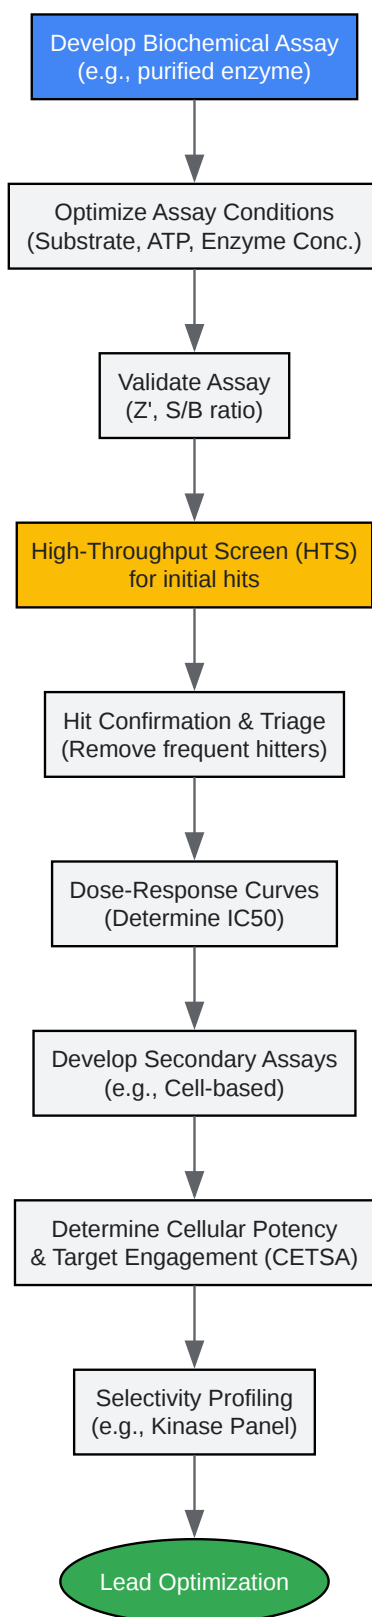 Develop Biochemical Assay
(e.g., purified enzyme)
Optimize Assay Conditions
(Substrate, ATP, Enzyme Conc.)
Validate Assay
(Z', S/B ratio)
High-Throughput Screen (HTS)
for initial hits
Hit Confirmation & Triage
(Remove frequent hitters)
Dose-Response Curves
(Determine IC50)
Develop Secondary Assays
(e.g., Cell-based)
Determine Cellular Potency
& Target Engagement (CETSA)
Selectivity Profiling
(e.g., Kinase Panel)
Lead Optimization